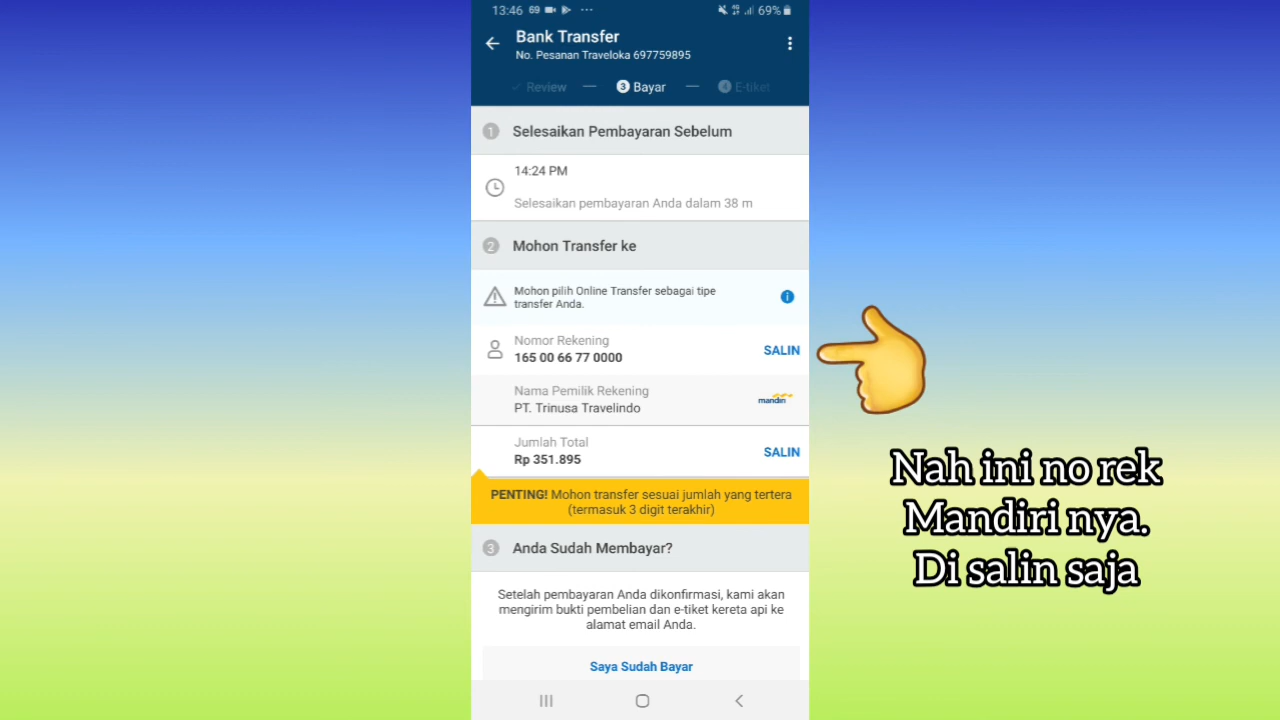 13:46 69 ... 4G 69%
Bank Transfer
No. Pesanan Traveloka 697759895
Review
3 Bayar
4 E-tiket
1 Selesaikan Pembayaran Sebelum
14:24 PM
Selesaikan pembayaran Anda dalam 38 m
2 Mohon Transfer ke
Mohon pilih Online Transfer sebagai tipe
transfer Anda.
Nomor Rekening
165 00 66 77 0000
SALIN
Nama Pemilik Rekening
PT. Trinusa Travelindo
mandiri
Jumlah Total
Rp 351.895
SALIN
PENTING! Mohon transfer sesuai jumlah yang tertera
(termasuk 3 digit terakhir)
3 Anda Sudah Membayar?
Setelah pembayaran Anda dikonfirmasi, kami akan
mengirim bukti pembelian dan e-tiket kereta api ke
alamat email Anda.
Saya Sudah Bayar
Nah ini no rek
Mandiri nya.
Di salin saja